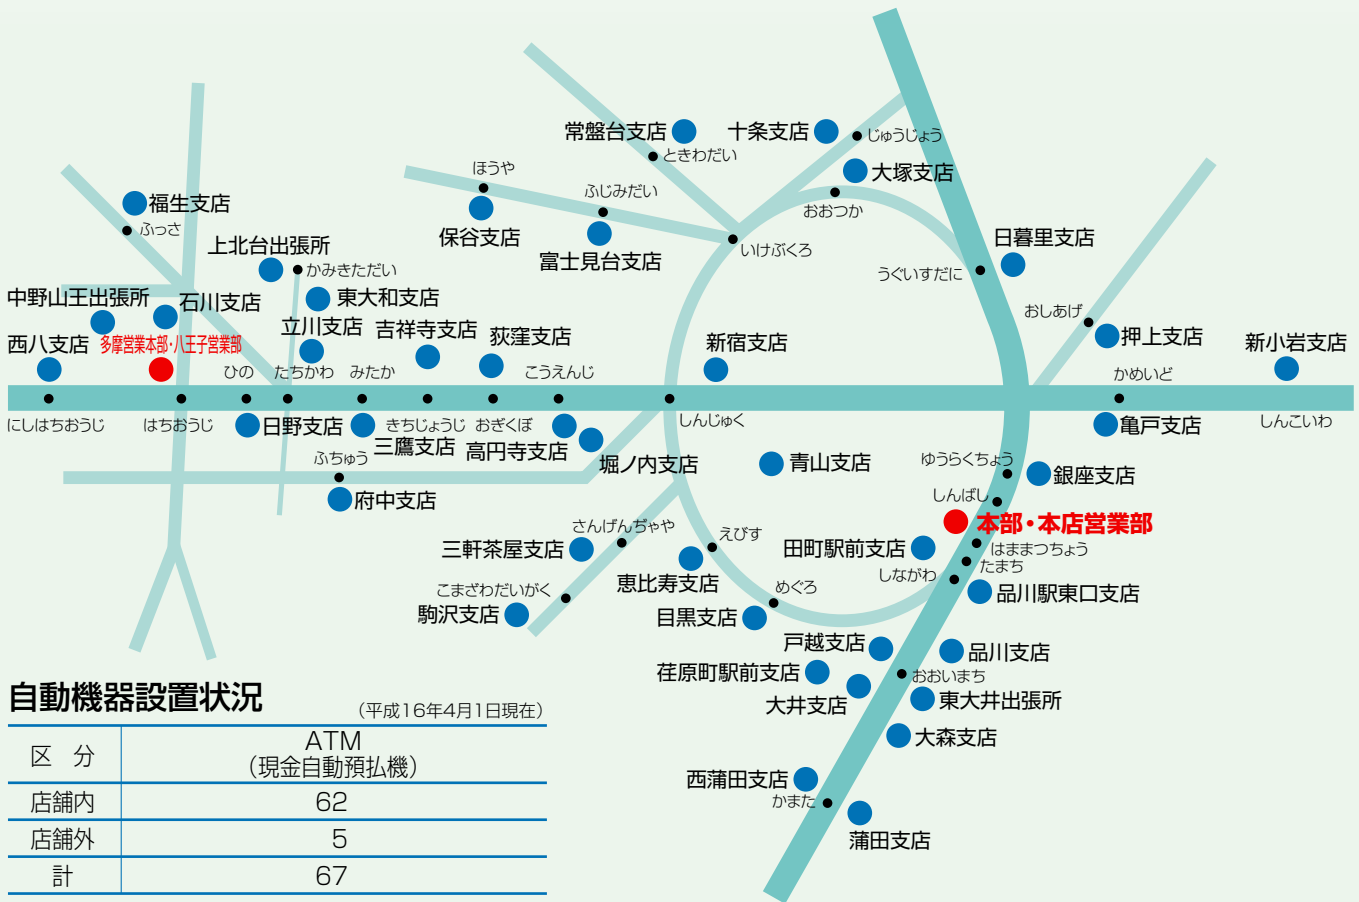 常盤台支店
十条支店
じゅうじょう
ときわだい
大塚支店
ほうや
ふじみだい
おおつか
福生支店
ふっさ
保谷支店
富士見台支店
いけぶくろ
日暮里支店
うぐいすだに
上北台出張所
かみきただい
中野山王出張所
石川支店
東大和支店
おしあげ
押上支店
立川支店
吉祥寺支店
荻窪支店
新宿支店
新小岩支店
西八支店
多摩営業本部・八王子営業部
ひの
たちかわ
みたか
こうえんじ
かめいど
にしはちおうじ
はちおうじ
日野支店
きちじょうじ
おぎくぼ
しんじゅく
亀戸支店
しんこいわ
三鷹支店
高円寺支店
堀ノ内支店
青山支店
ふちゅう
府中支店
ゆうらくちょう
銀座支店
しんばし
本部・本店営業部
さんげんぢゃや
えびす
三軒茶屋支店
田町駅前支店
はままつちょう
たまち
しながわ
恵比寿支店
こまざわだいがく
めぐろ
品川駅東口支店
駒沢支店
目黒支店
戸越支店
品川支店
荏原町駅前支店
おおいまち
大井支店
東大井出張所
大森支店
西蒲田支店
かまた
蒲田支店
自動機器設置状況
（平成16年4月1日現在）
区　分 ATM
（現金自動預払機）
店舗内 62
店舗外 5
計 67